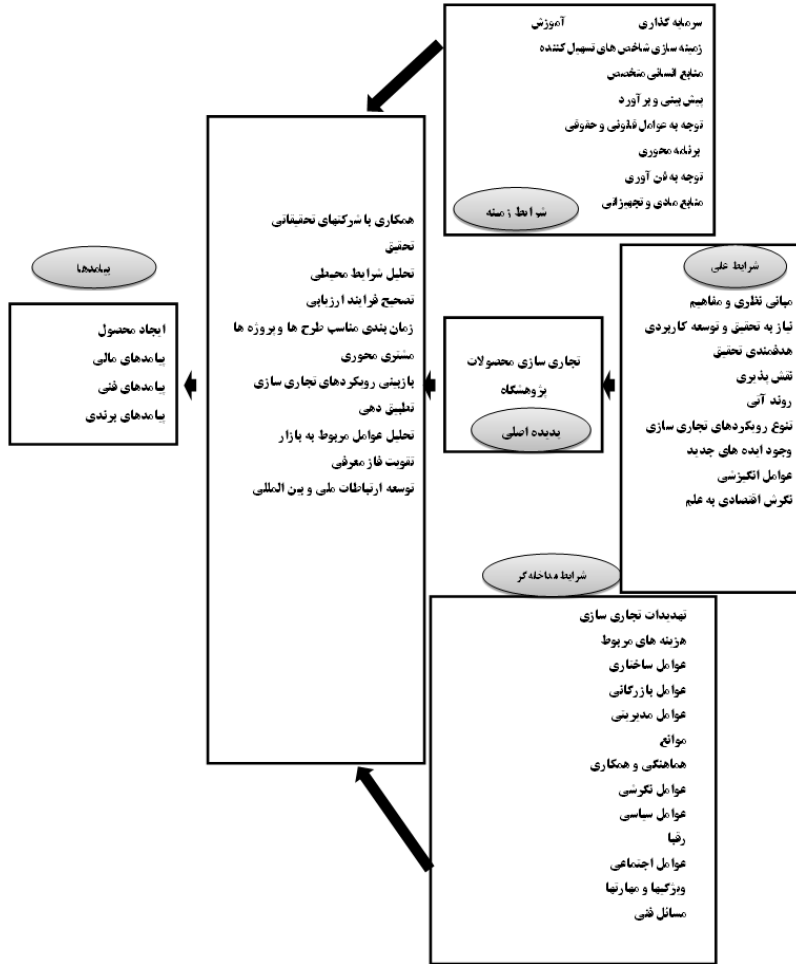 سرمایه گذاری آموزش
زمینه سازی شاخص های تسهیل کننده
منابع انسانی متخصص
پیش بینی و برآورد
توجه به عوامل قانونی و حقوقی
برنامه محوری
توجه به فن آوری
منابع مادی و تجهیزاتی
شرایط زمینه
شرایط علی
مبانی نظری و مفاهیم
نیاز به تحقیق و توسعه کاربردی
هدفمندی تحقیق
نقش پذیری
روند آتی
تنوع رویکردهای تجاری سازی
وجود ایده های جدید
عوامل انگیزشی
نگرش اقتصادی به علم
تجاری سازی محصولات
پژوهشگاه
پدیده اصلی
شرایط مداخله گر
تهدیدات تجاری سازی
هزینه های مربوط
عوامل ساختاری
عوامل بازرگانی
عوامل مدیریتی
موانع
هماهنگی و همکاری
عوامل نگرشی
عوامل سیاسی
رقبا
عوامل اجتماعی
ویژگیها و مهارتها
مسائل فنی
همکاری با شرکتهای تحقیقاتی
تحقیق
تحلیل شرایط محیطی
تصحیح فرایند ارزیابی
زمان بندی مناسب طرح ها و پروژه ها
مشتری محوری
بازبینی رویکردهای تجاری سازی
تطبیق دهی
تحلیل عوامل مربوط به بازار
تقویت فاز معرفی
توسعه ارتباطات ملی و بین المللی
پیامدها
ایجاد محصول
پیامدهای مالی
پیامدهای فنی
پیامدهای برندی